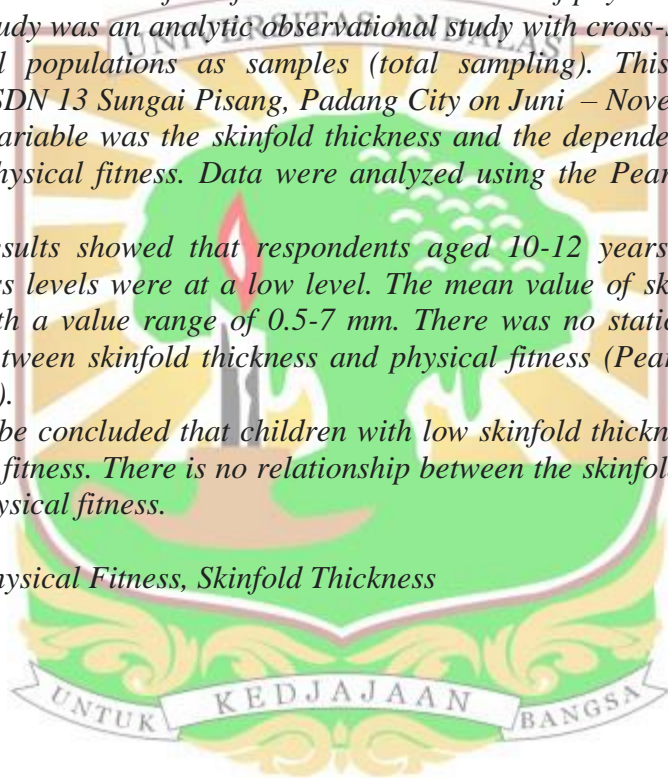 udy was an analytic observational study with cross-s
UNIVERSITAS ANDALAS
l populations as samples (total sampling). This
SDN 13 Sungai Pisang, Padang City on Juni – Nove
ariable was the skinfold thickness and the depende
hysical fitness. Data were analyzed using the Pear
sults showed that respondents aged 10-12 years
s levels were at a low level. The mean value of sk
th a value range of 0.5-7 mm. There was no static
tween skinfold thickness and physical fitness (Pear
).
be concluded that children with low skinfold thickn
fitness. There is no relationship between the skinfol
ysical fitness.
hysical Fitness, Skinfold Thickness
UNTUK KEDJAJAAN BANGSA